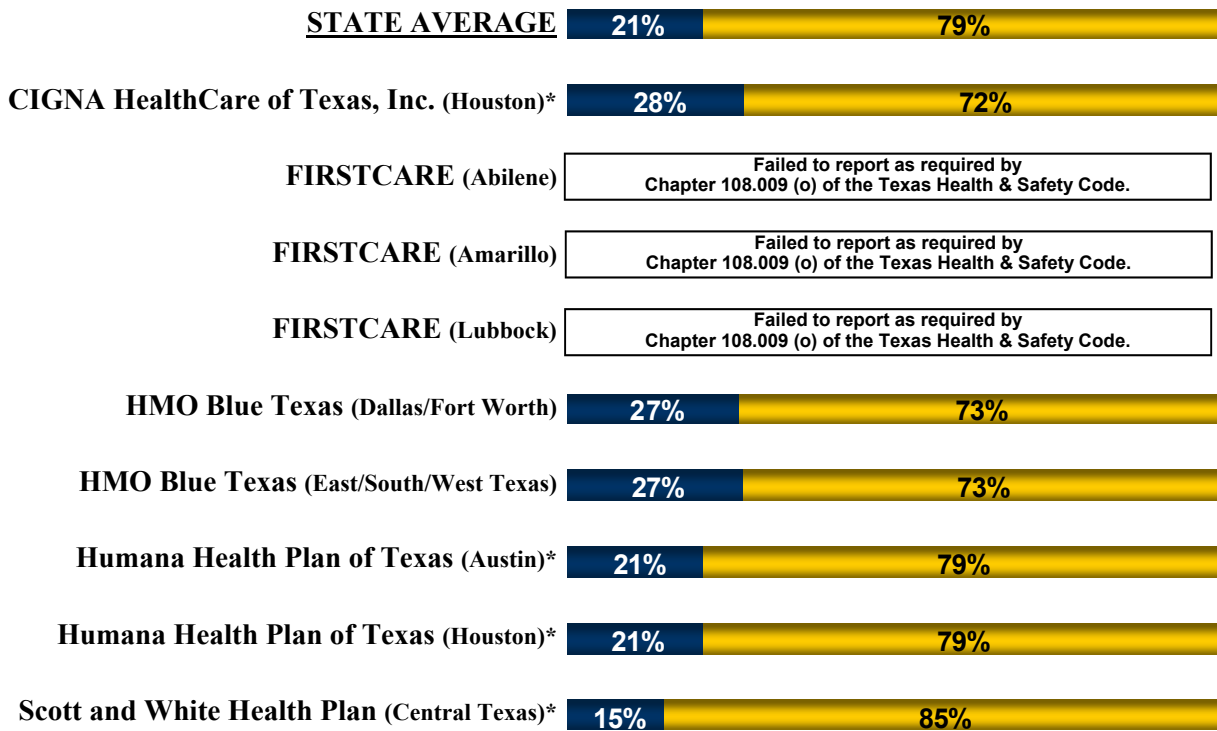 STATE AVERAGE 21% 79%
CIGNA HealthCare of Texas, Inc. (Houston)* 28% 72%
FIRSTCARE (Abilene) Failed to report as required by
Chapter 108.009 (o) of the Texas Health & Safety Code.
FIRSTCARE (Amarillo) Failed to report as required by
Chapter 108.009 (o) of the Texas Health & Safety Code.
FIRSTCARE (Lubbock) Failed to report as required by
Chapter 108.009 (o) of the Texas Health & Safety Code.
HMO Blue Texas (Dallas/Fort Worth) 27% 73%
HMO Blue Texas (East/South/West Texas) 27% 73%
Humana Health Plan of Texas (Austin)* 21% 79%
Humana Health Plan of Texas (Houston)* 21% 79%
Scott and White Health Plan (Central Texas)* 15% 85%